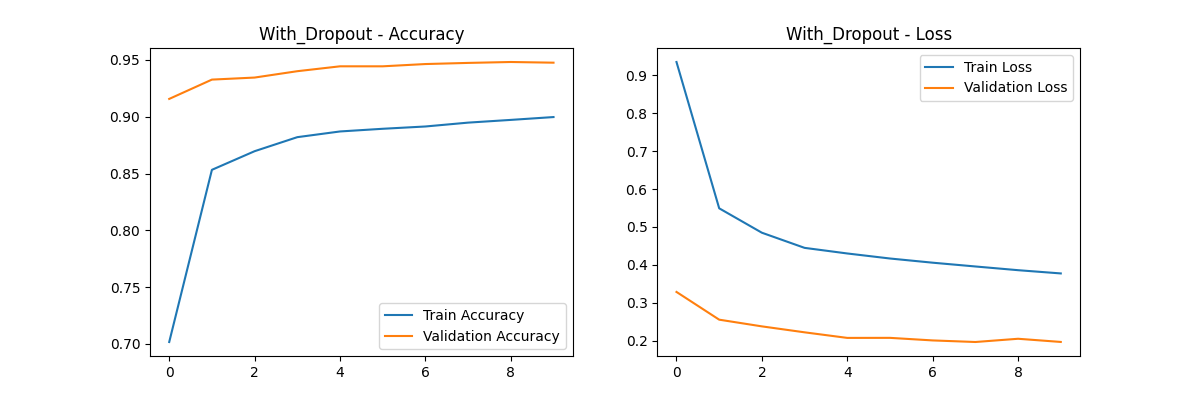 With_Dropout - Accuracy
0.95
0.90
0.85
0.80
0.75
0.70
0 2 4 6 8
Train Accuracy
Validation Accuracy
With_Dropout - Loss
0.9
0.8
0.7
0.6
0.5
0.4
0.3
0.2
0 2 4 6 8
Train Loss
Validation Loss